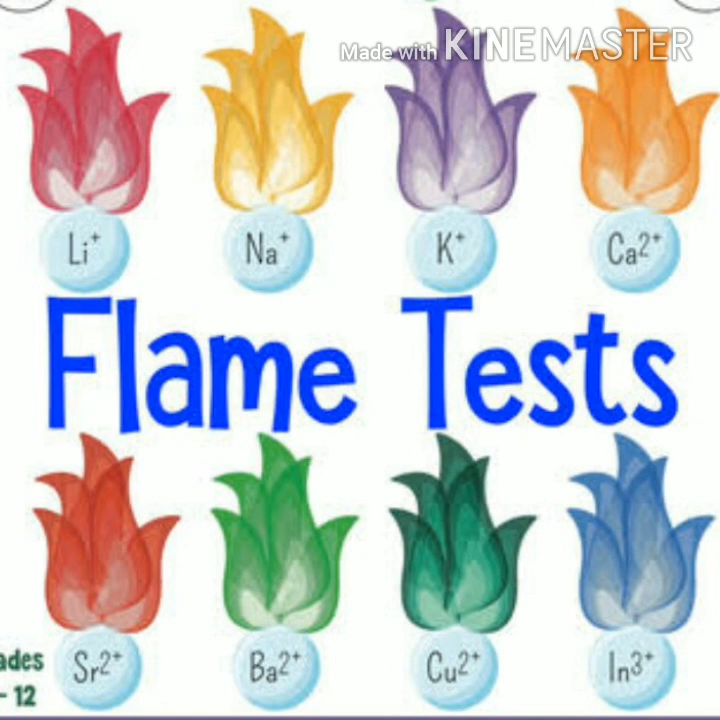 Made with KINEMASTER
Li⁺ Na⁺ K⁺ Ca²⁺
Flame Tests
Sr²⁺ Ba²⁺ Cu²⁺ In³⁺
ades
- 12